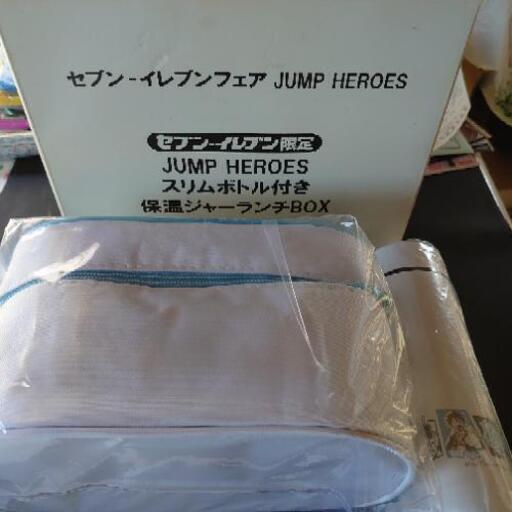 セブン-イレブンフェア JUMP HEROES
セブン-イレブン限定
JUMP HEROES
スリムボトル付き
保温ジャーランチBOX